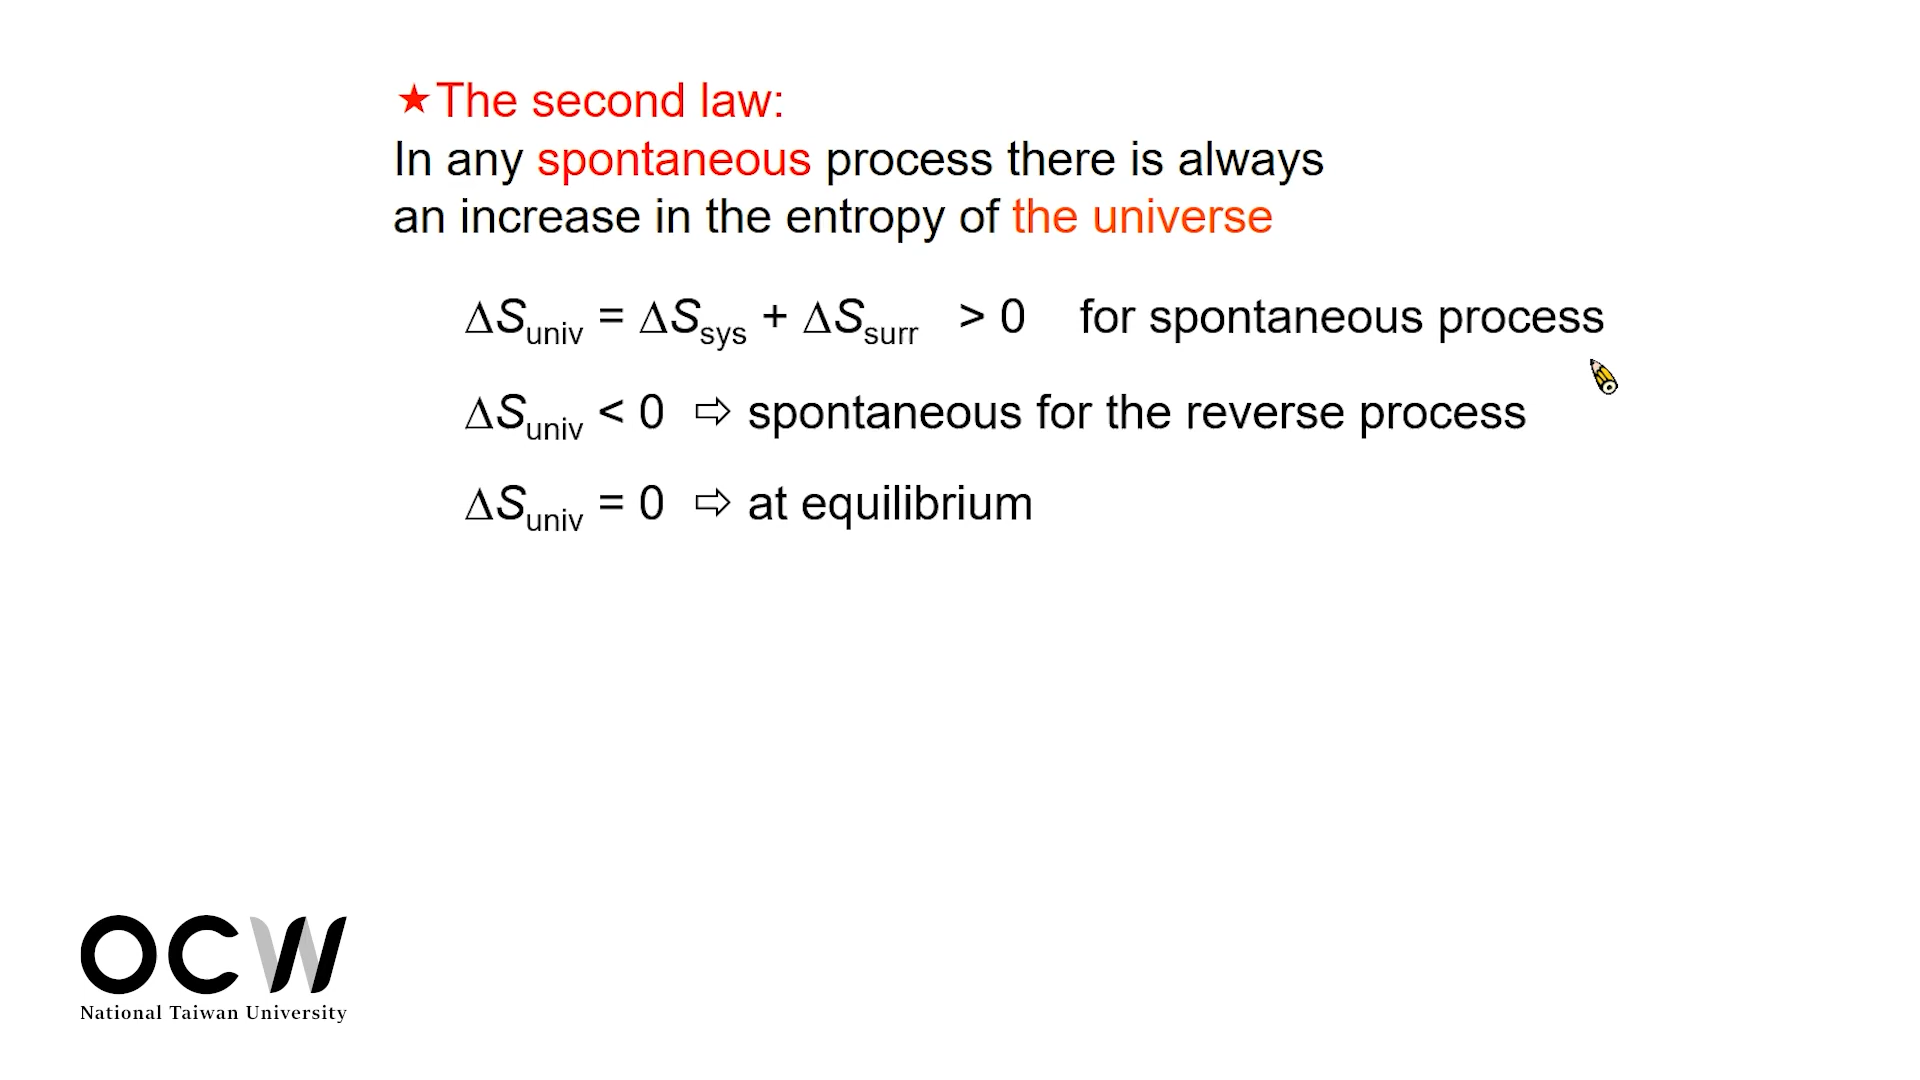 ★The second law:
In any spontaneous process there is always
an increase in the entropy of the universe
ΔSuniv = ΔSsys + ΔSsurr > 0 for spontaneous process
ΔSuniv < 0 ⇨ spontaneous for the reverse process
ΔSuniv = 0 ⇨ at equilibrium
OCW
National Taiwan University